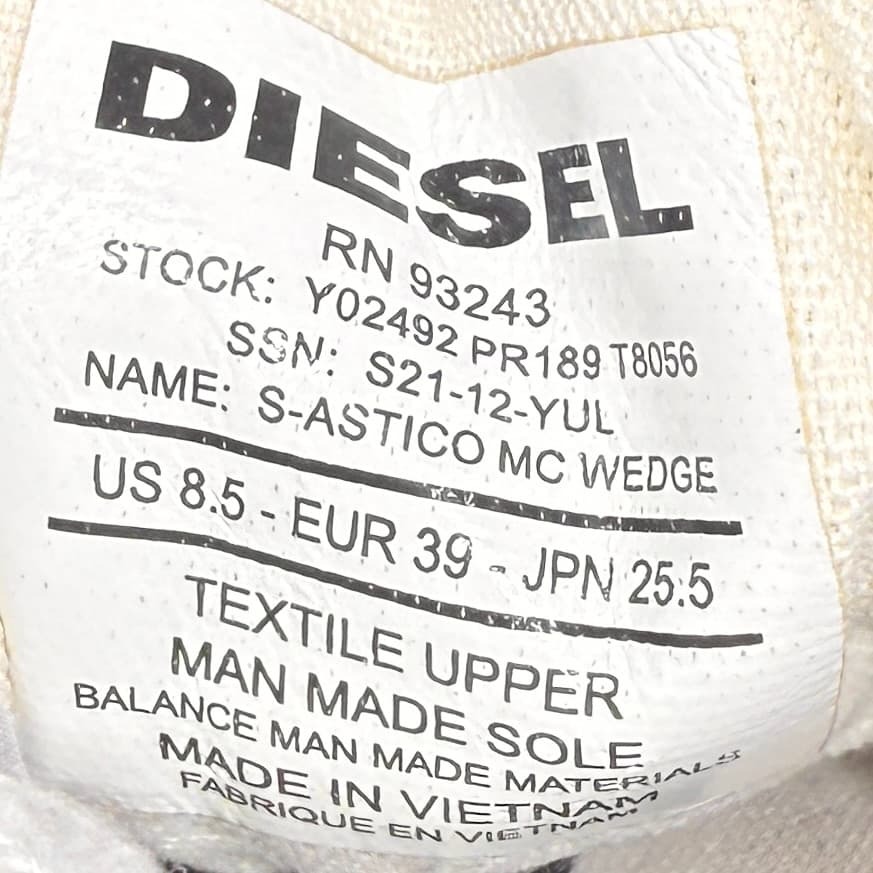 DIESEL
RN 93243
STOCK: Y02492 PR189 T8056
SSN: S21-12-YUL
NAME: S-ASTICO MC WEDGE
US 8.5 - EUR 39 - JPN 25.5
TEXTILE UPPER
MAN MADE SOLE
BALANCE MAN MADE MATERIALS
MADE IN VIETNAM
FABRIQUE EN VIETNAM